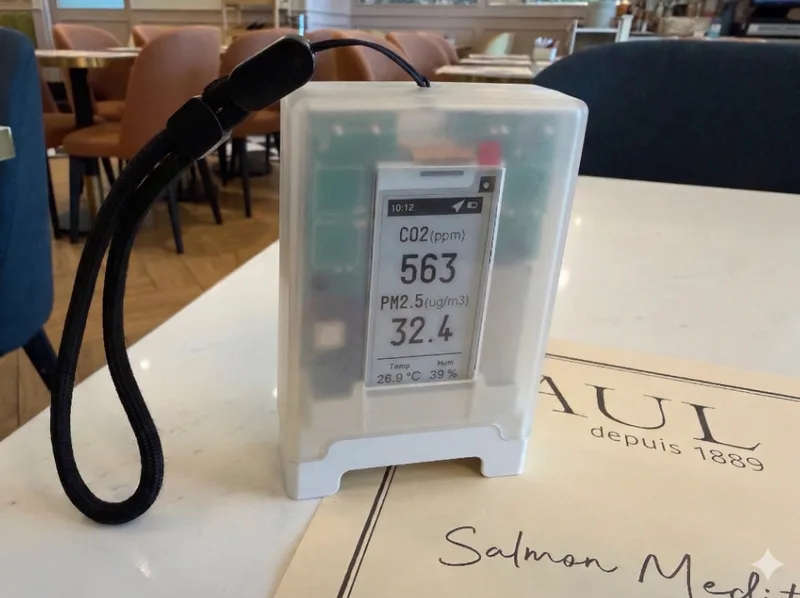 10:12
CO2(ppm)
563
PM2.5(ug/m3)
32.4
Temp Hum
26.9 °C 39 %
AUL
depuis 1889
Salmon Medit